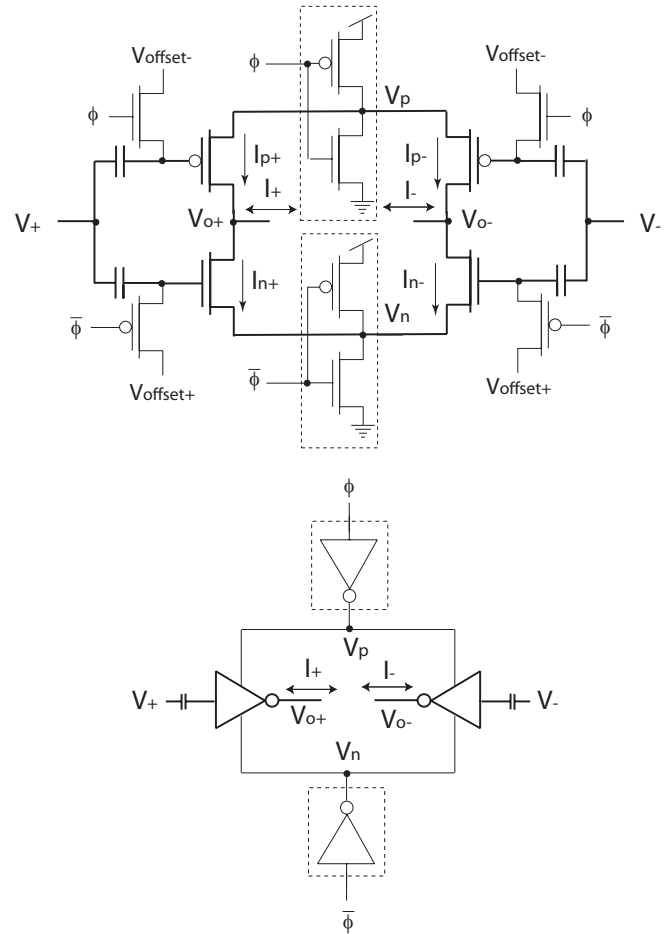 Voffset-
ϕ
Voffset-
ϕ
Vp
ϕ
Ip+
Ip-
I+
I-
V+
Vo+
Vo-
V-
In+
In-
Vn
ϕ̅
ϕ̅
Voffset+
ϕ̅
Voffset+
ϕ
Vp
I+
I-
V+
Vo+
Vo-
V-
Vn
ϕ̅